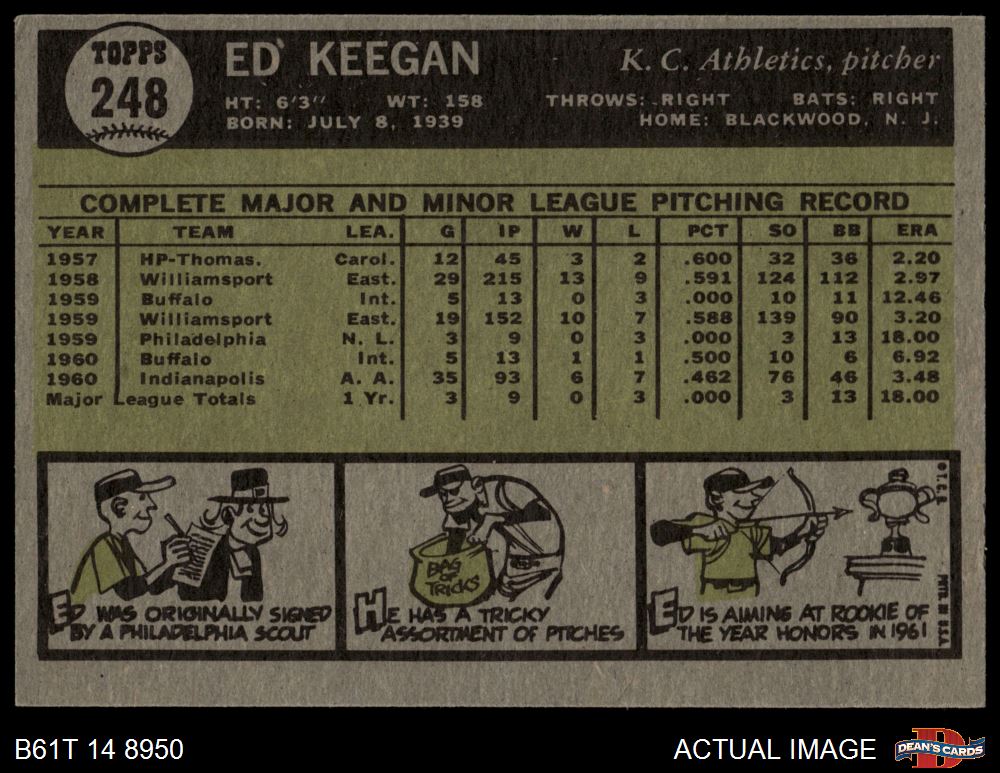 TOPPS
248
ED KEEGAN
K. C. Athletics, pitcher
HT: 6'3" WT: 158 THROWS: RIGHT BATS: RIGHT
BORN: JULY 8, 1939 HOME: BLACKWOOD, N. J.
COMPLETE MAJOR AND MINOR LEAGUE PITCHING RECORD
YEAR TEAM LEA. G IP W L PCT SO BB ERA
1957 HP-Thomas. Carol. 12 45 3 2 .600 32 36 2.20
1958 Williamsport East. 29 215 13 9 .591 124 112 2.97
1959 Buffalo Int. 5 13 0 3 .000 10 11 12.46
1959 Williamsport East. 19 152 10 7 .588 139 90 3.20
1959 Philadelphia N. L. 3 9 0 3 .000 3 13 18.00
1960 Buffalo Int. 5 13 1 1 .500 10 6 6.92
1960 Indianapolis A. A. 35 93 6 7 .462 76 46 3.48
Major League Totals 1 Yr. 3 9 0 3 .000 3 13 18.00
ED WAS ORIGINALLY SIGNED
BY A PHILADELPHIA SCOUT
BAG
OF
TRICKS
HE HAS A TRICKY
ASSORTMENT OF PITCHES
ED IS AIMING AT ROOKIE OF
THE YEAR HONORS IN 1961
© T.C.G. PRTD. IN U.S.A.
B61T 14 8950
ACTUAL IMAGE
DEAN'S CARDS